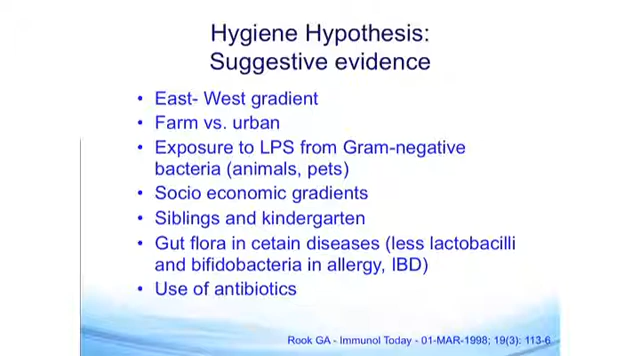 Hygiene Hypothesis:
Suggestive evidence
• East- West gradient
• Farm vs. urban
• Exposure to LPS from Gram-negative
bacteria (animals, pets)
• Socio economic gradients
• Siblings and kindergarten
• Gut flora in cetain diseases (less lactobacilli
and bifidobacteria in allergy, IBD)
• Use of antibiotics
Rook GA - Immunol Today - 01-MAR-1998; 19(3): 113-6